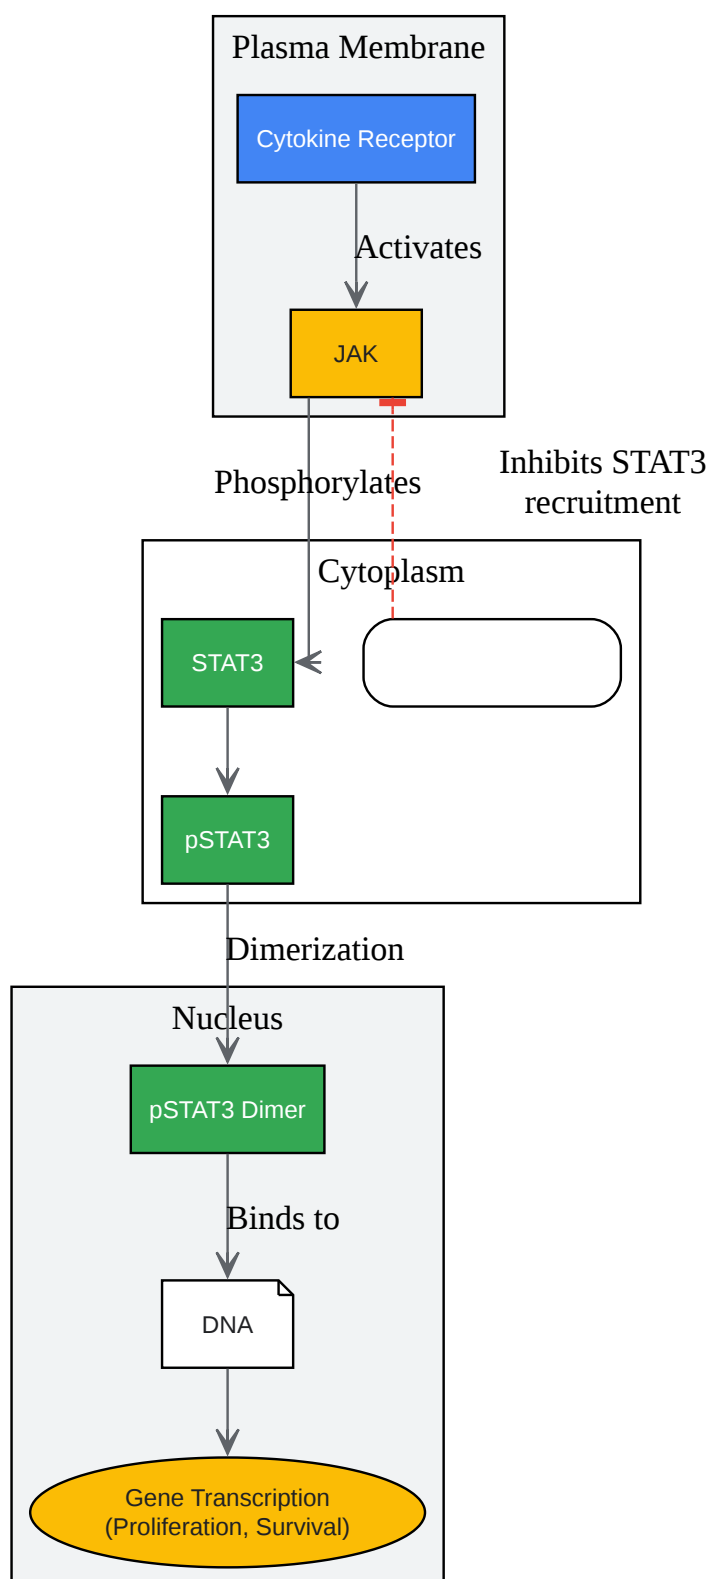 Plasma Membrane
Cytokine Receptor
Activates
JAK
Phosphorylates
Inhibits STAT3
recruitment
Cytoplasm
STAT3
pSTAT3
Dimerization
Nucleus
pSTAT3 Dimer
Binds to
DNA
Gene Transcription
(Proliferation, Survival)